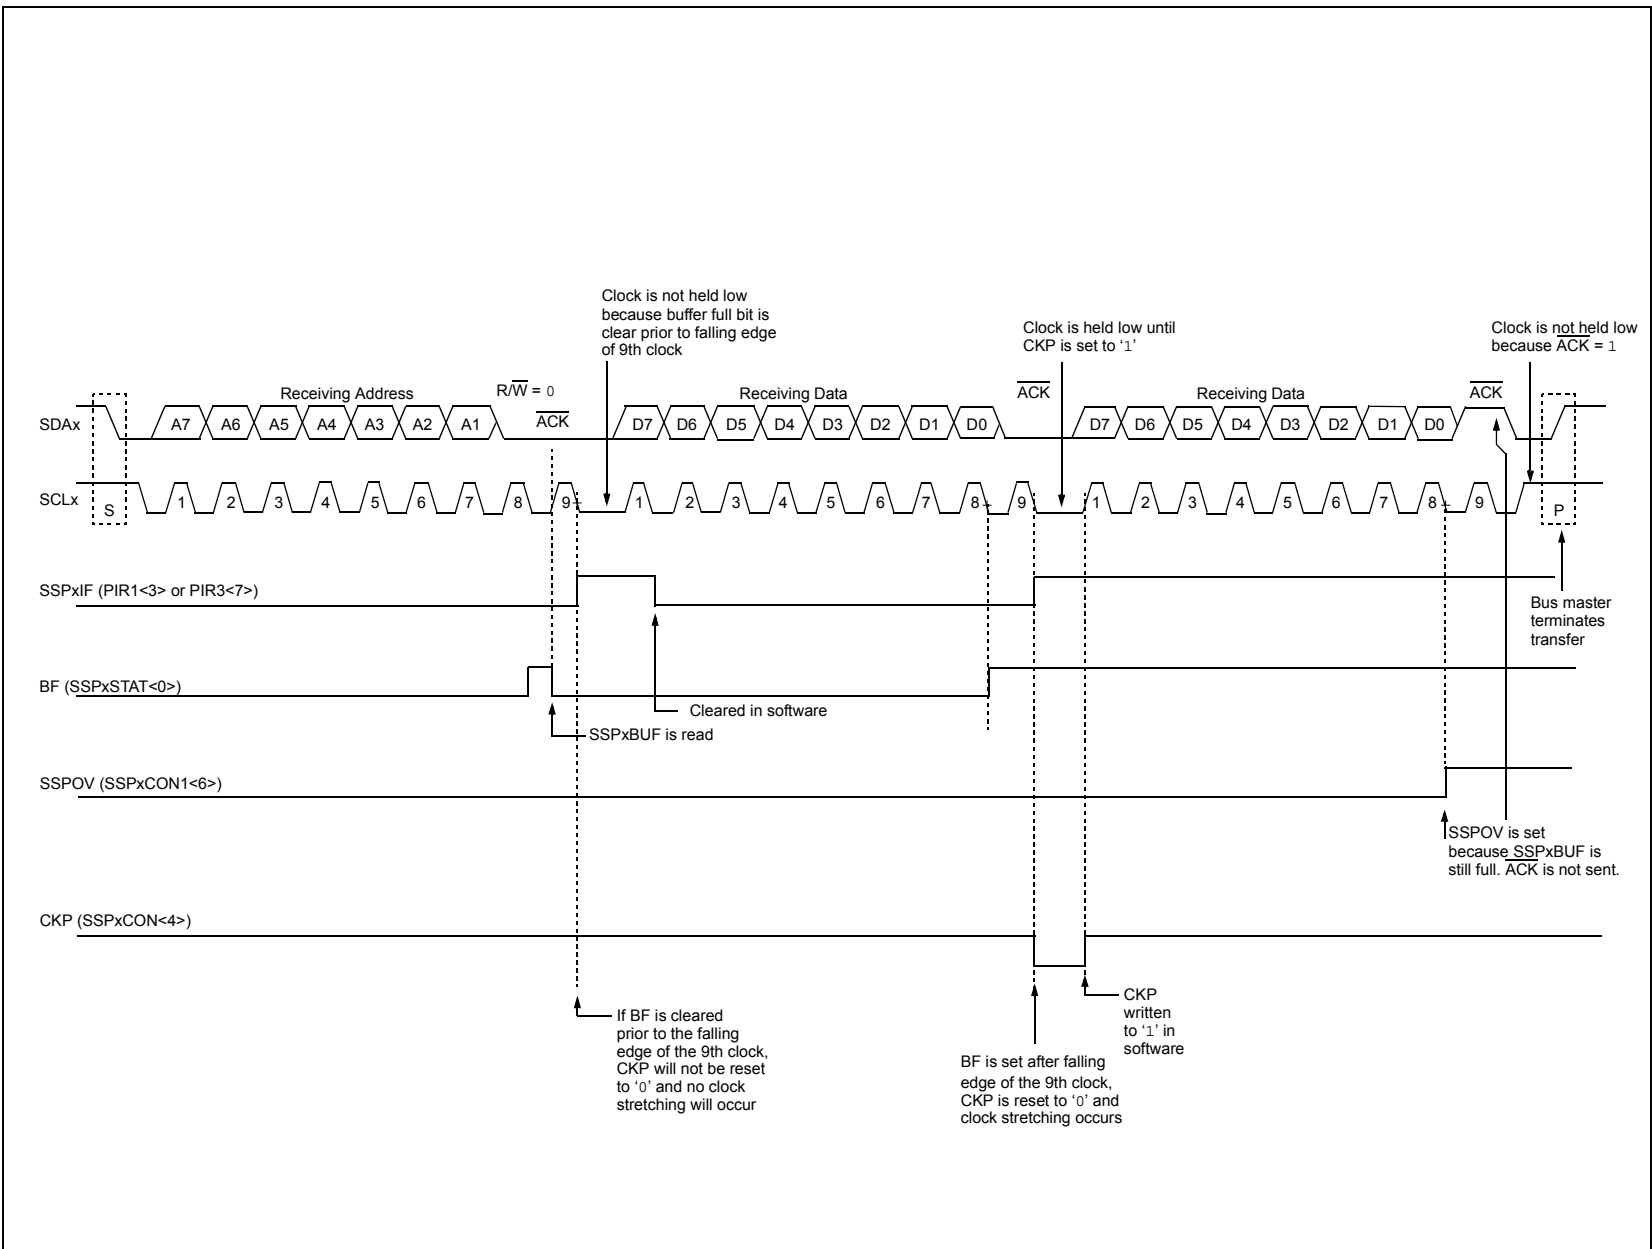 Clock is not held low
because buffer full bit is
clear prior to falling edge
of 9th clock
Clock is held low until
CKP is set to ‘1’
Clock is not held low
because A̅C̅K̅ = 1
Receiving Address
R/W̅ = 0
A̅C̅K̅
Receiving Data
A̅C̅K̅
Receiving Data
A̅C̅K̅
SDAx
A7 A6 A5 A4 A3 A2 A1
D7 D6 D5 D4 D3 D2 D1 D0
D7 D6 D5 D4 D3 D2 D1 D0
SCLx
S
1 2 3 4 5 6 7 8 9
1 2 3 4 5 6 7 8 9
1 2 3 4 5 6 7 8 9
P
SSPxIF (PIR1<3> or PIR3<7>)
Bus master
terminates
transfer
BF (SSPxSTAT<0>)
Cleared in software
SSPxBUF is read
SSPOV (SSPxCON1<6>)
SSPOV is set
because SSPxBUF is
still full. A̅C̅K̅ is not sent.
CKP (SSPxCON<4>)
If BF is cleared
prior to the falling
edge of the 9th clock,
CKP will not be reset
to ‘0’ and no clock
stretching will occur
CKP
written
to ‘1’ in
software
BF is set after falling
edge of the 9th clock,
CKP is reset to ‘0’ and
clock stretching occurs